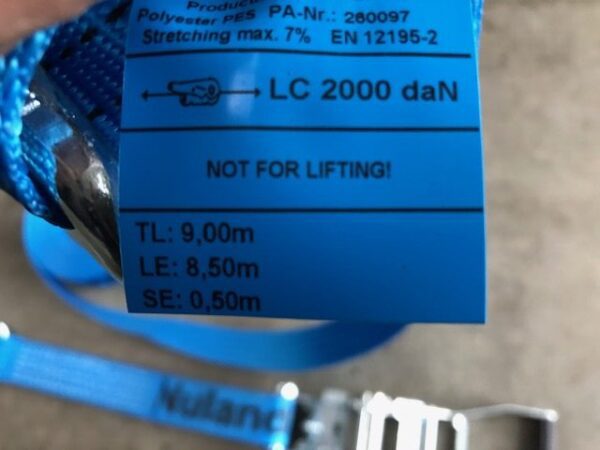 Polyester PES PA-Nr.: 260097
Stretching max. 7% EN 12195-2
LC 2000 daN
NOT FOR LIFTING!
TL: 9,00m
LE: 8,50m
SE: 0,50m